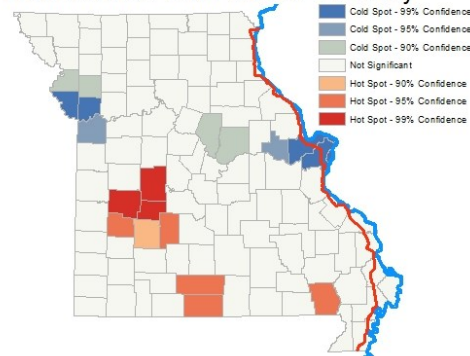 Cold Spot - 99% Confidence
Cold Spot - 95% Confidence
Cold Spot - 90% Confidence
Not Significant
Hot Spot - 90% Confidence
Hot Spot - 95% Confidence
Hot Spot - 99% Confidence